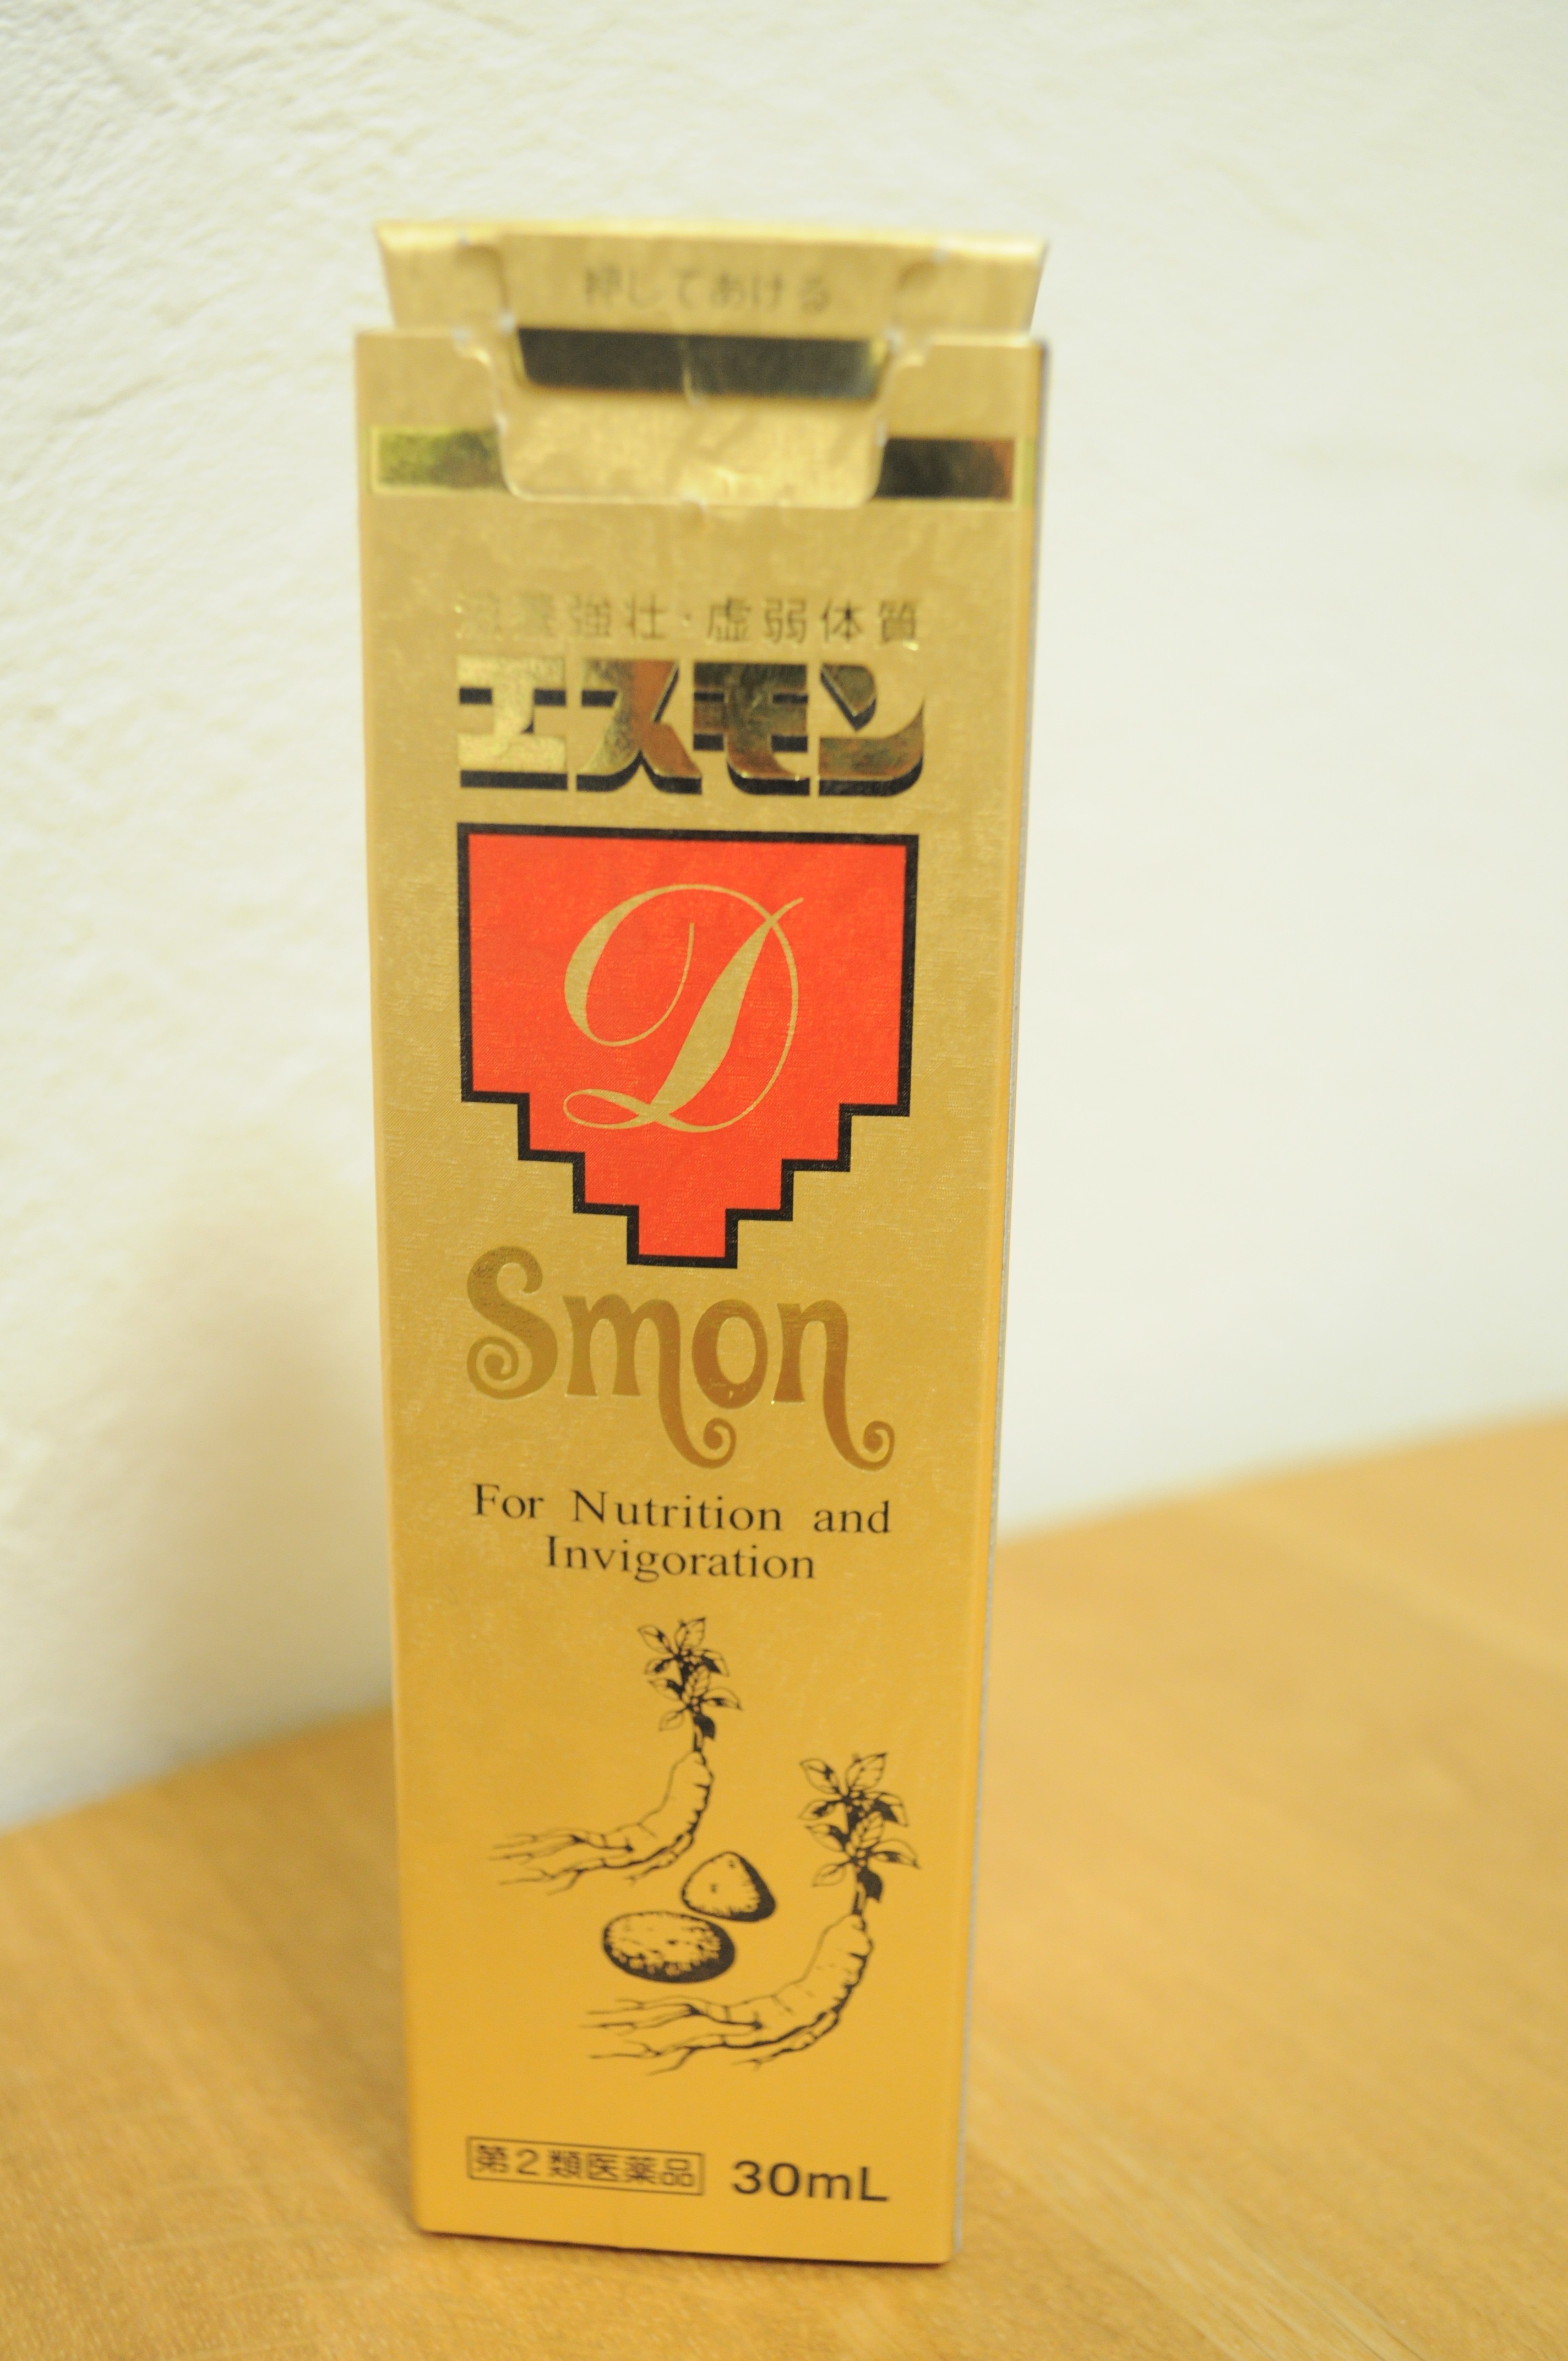 押してあける
滋養強壮・虚弱体質
エスモン
D
Smon
For Nutrition and
Invigoration
第2類医薬品 30mL